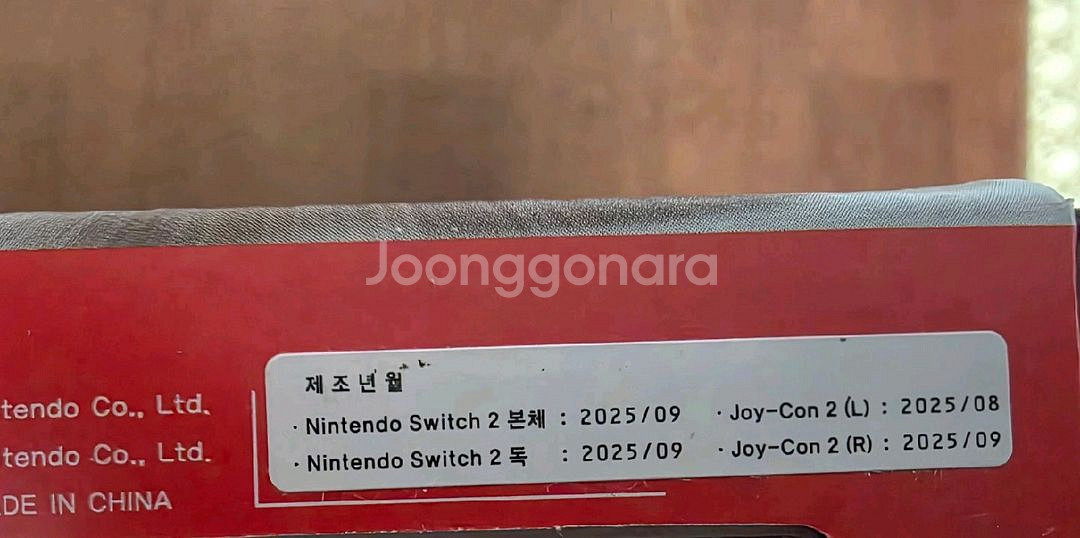 Joonggonara
제조년월
· Nintendo Switch 2 본체 : 2025/09 · Joy-Con 2 (L) : 2025/08
· Nintendo Switch 2 독 : 2025/09 · Joy-Con 2 (R) : 2025/09
tendo Co., Ltd.
tendo Co., Ltd.
DE IN CHINA